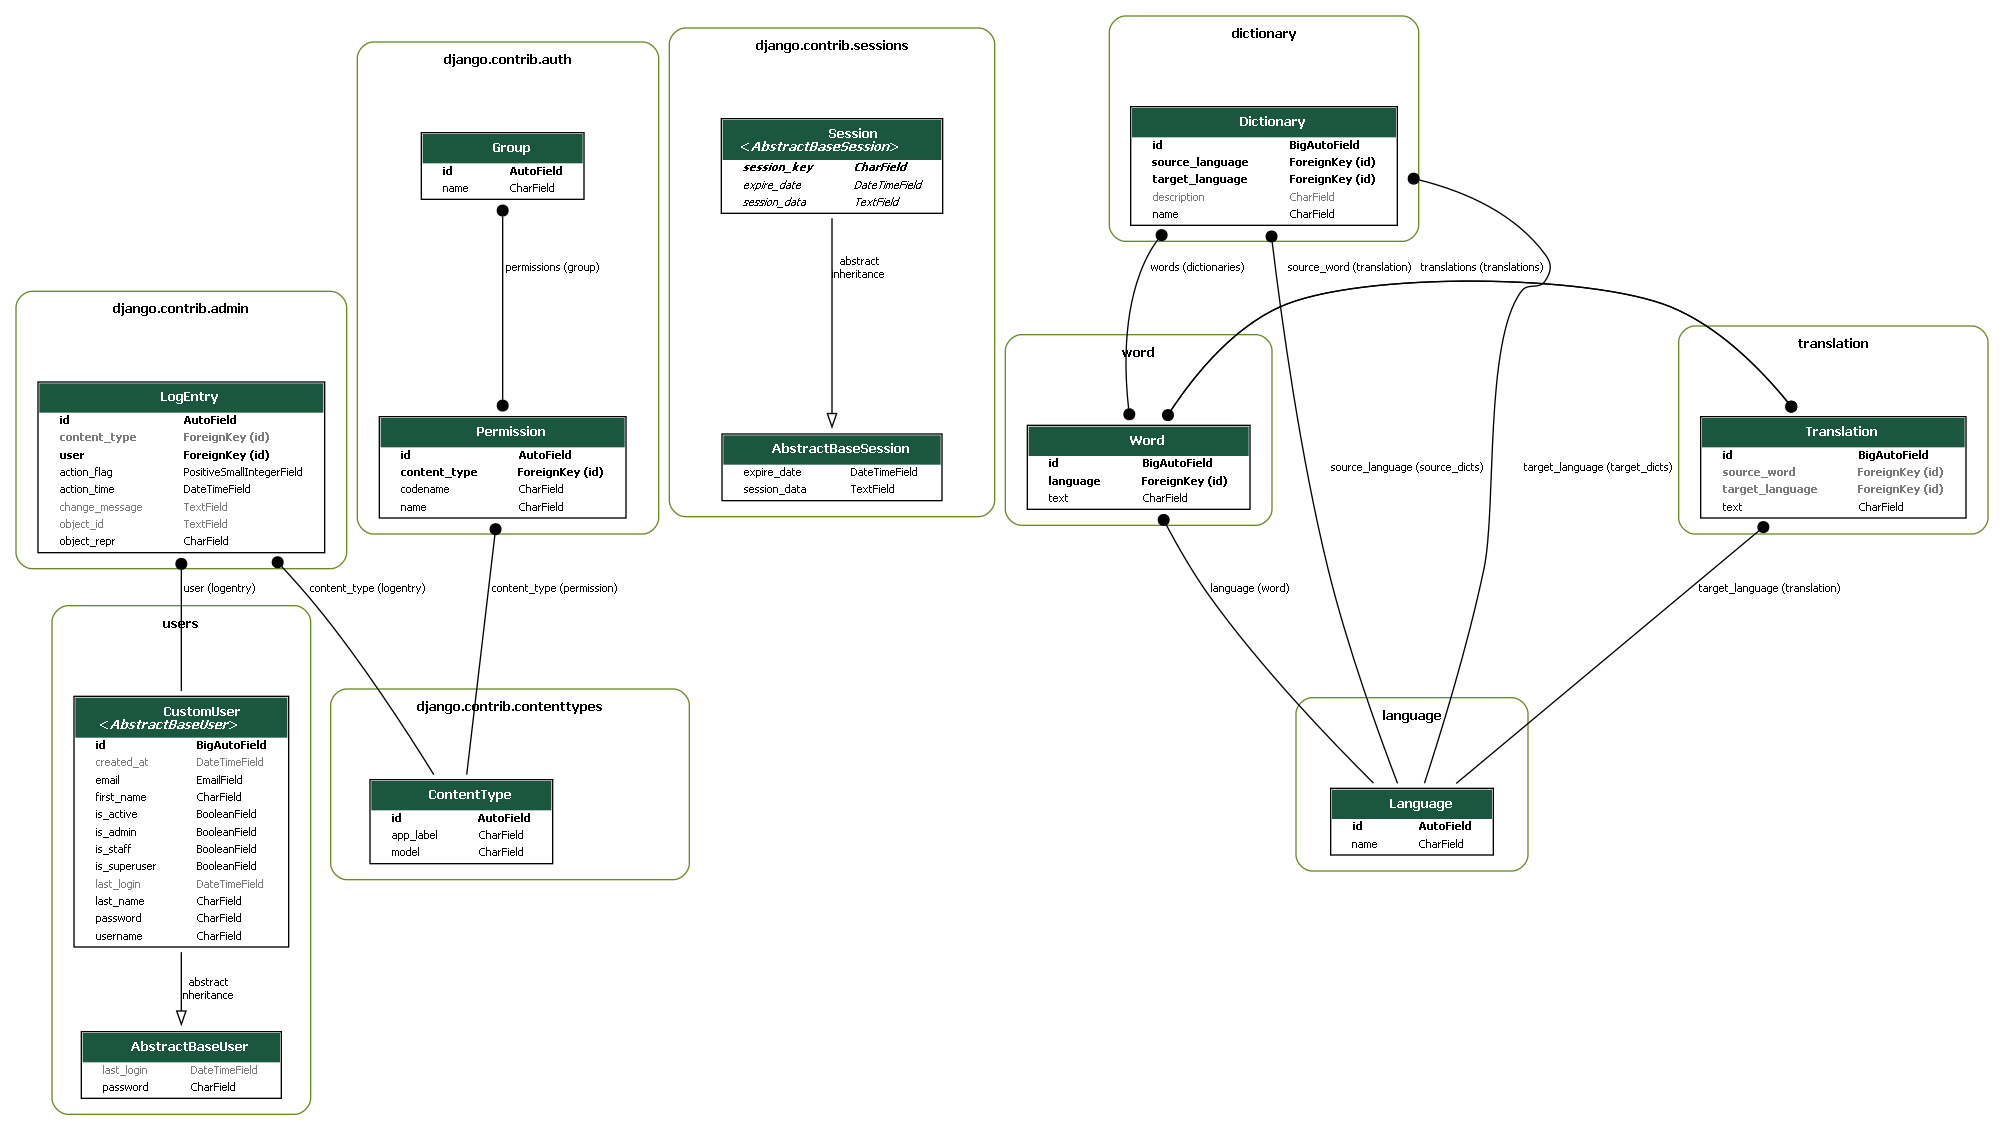 django.contrib.admin
LogEntry
id AutoField
content_type ForeignKey (id)
user ForeignKey (id)
action_flag PositiveSmallIntegerField
action_time DateTimeField
change_message TextField
object_id TextField
object_repr CharField
user (logentry)
content_type (logentry)
users
CustomUser
<AbstractBaseUser>
id BigAutoField
created_at DateTimeField
email EmailField
first_name CharField
is_active BooleanField
is_admin BooleanField
is_staff BooleanField
is_superuser BooleanField
last_login DateTimeField
last_name CharField
password CharField
username CharField
abstract
nheritance
AbstractBaseUser
last_login DateTimeField
password CharField
django.contrib.auth
Group
id AutoField
name CharField
permissions (group)
Permission
id AutoField
content_type ForeignKey (id)
codename CharField
name CharField
content_type (permission)
django.contrib.contenttypes
ContentType
id AutoField
app_label CharField
model CharField
django.contrib.sessions
Session
<AbstractBaseSession>
session_key CharField
expire_date DateTimeField
session_data TextField
abstract
nheritance
AbstractBaseSession
expire_date DateTimeField
session_data TextField
dictionary
Dictionary
id BigAutoField
source_language ForeignKey (id)
target_language ForeignKey (id)
description CharField
name CharField
words (dictionaries)
source_word (translation)
translations (translations)
word
Word
id BigAutoField
language ForeignKey (id)
text CharField
source_language (source_dicts)
target_language (target_dicts)
translation
Translation
id BigAutoField
source_word ForeignKey (id)
target_language ForeignKey (id)
text CharField
language (word)
target_language (translation)
language
Language
id AutoField
name CharField